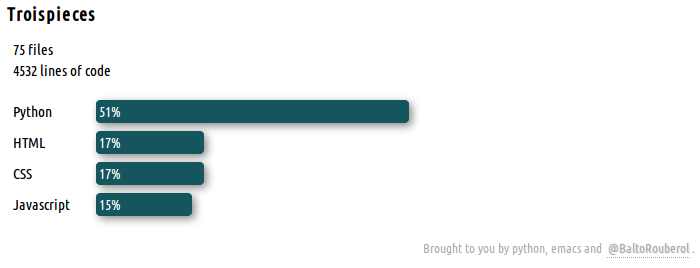 Troispieces
75 files
4532 lines of code
Python 51%
HTML 17%
CSS 17%
Javascript 15%
Brought to you by python, emacs and @BaltoRouberol.